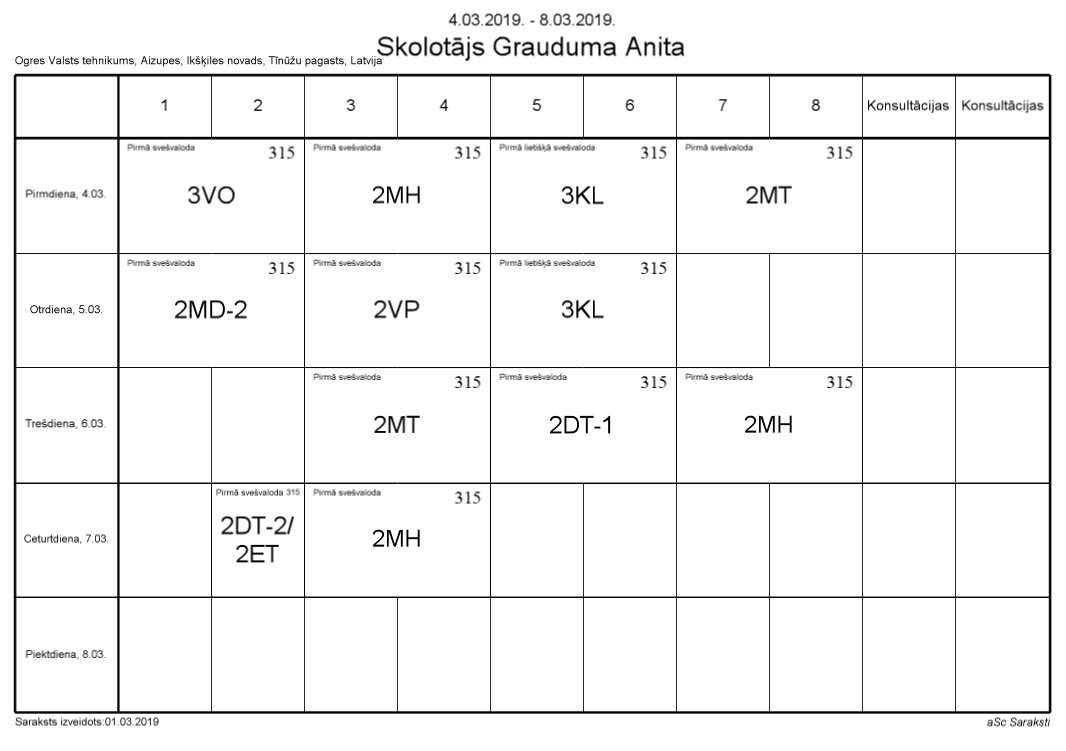 4.03.2019. - 8.03.2019.
Skolotājs Grauduma Anita
Ogres Valsts tehnikums, Aizupes, Ikšķiles novads, Tīnūžu pagasts, Latvija
1 2 3 4 5 6 7 8 Konsultācijas Konsultācijas
Pirmā svešvaloda 315 Pirmā svešvaloda 315 Pirmā lietišķā svešvaloda 315 Pirmā svešvaloda 315
Pirmdiena, 4.03. 3VO 2MH 3KL 2MT
Pirmā svešvaloda 315 Pirmā svešvaloda 315 Pirmā lietišķā svešvaloda 315
Otrdiena, 5.03. 2MD-2 2VP 3KL
Pirmā svešvaloda 315 Pirmā svešvaloda 315 Pirmā svešvaloda 315
Trešdiena, 6.03. 2MT 2DT-1 2MH
Pirmā svešvaloda 315 Pirmā svešvaloda 315
Ceturtdiena, 7.03. 2DT-2/ 2MH
2ET
Piektdiena, 8.03.
Saraksts izveidots:01.03.2019 aSc Saraksti